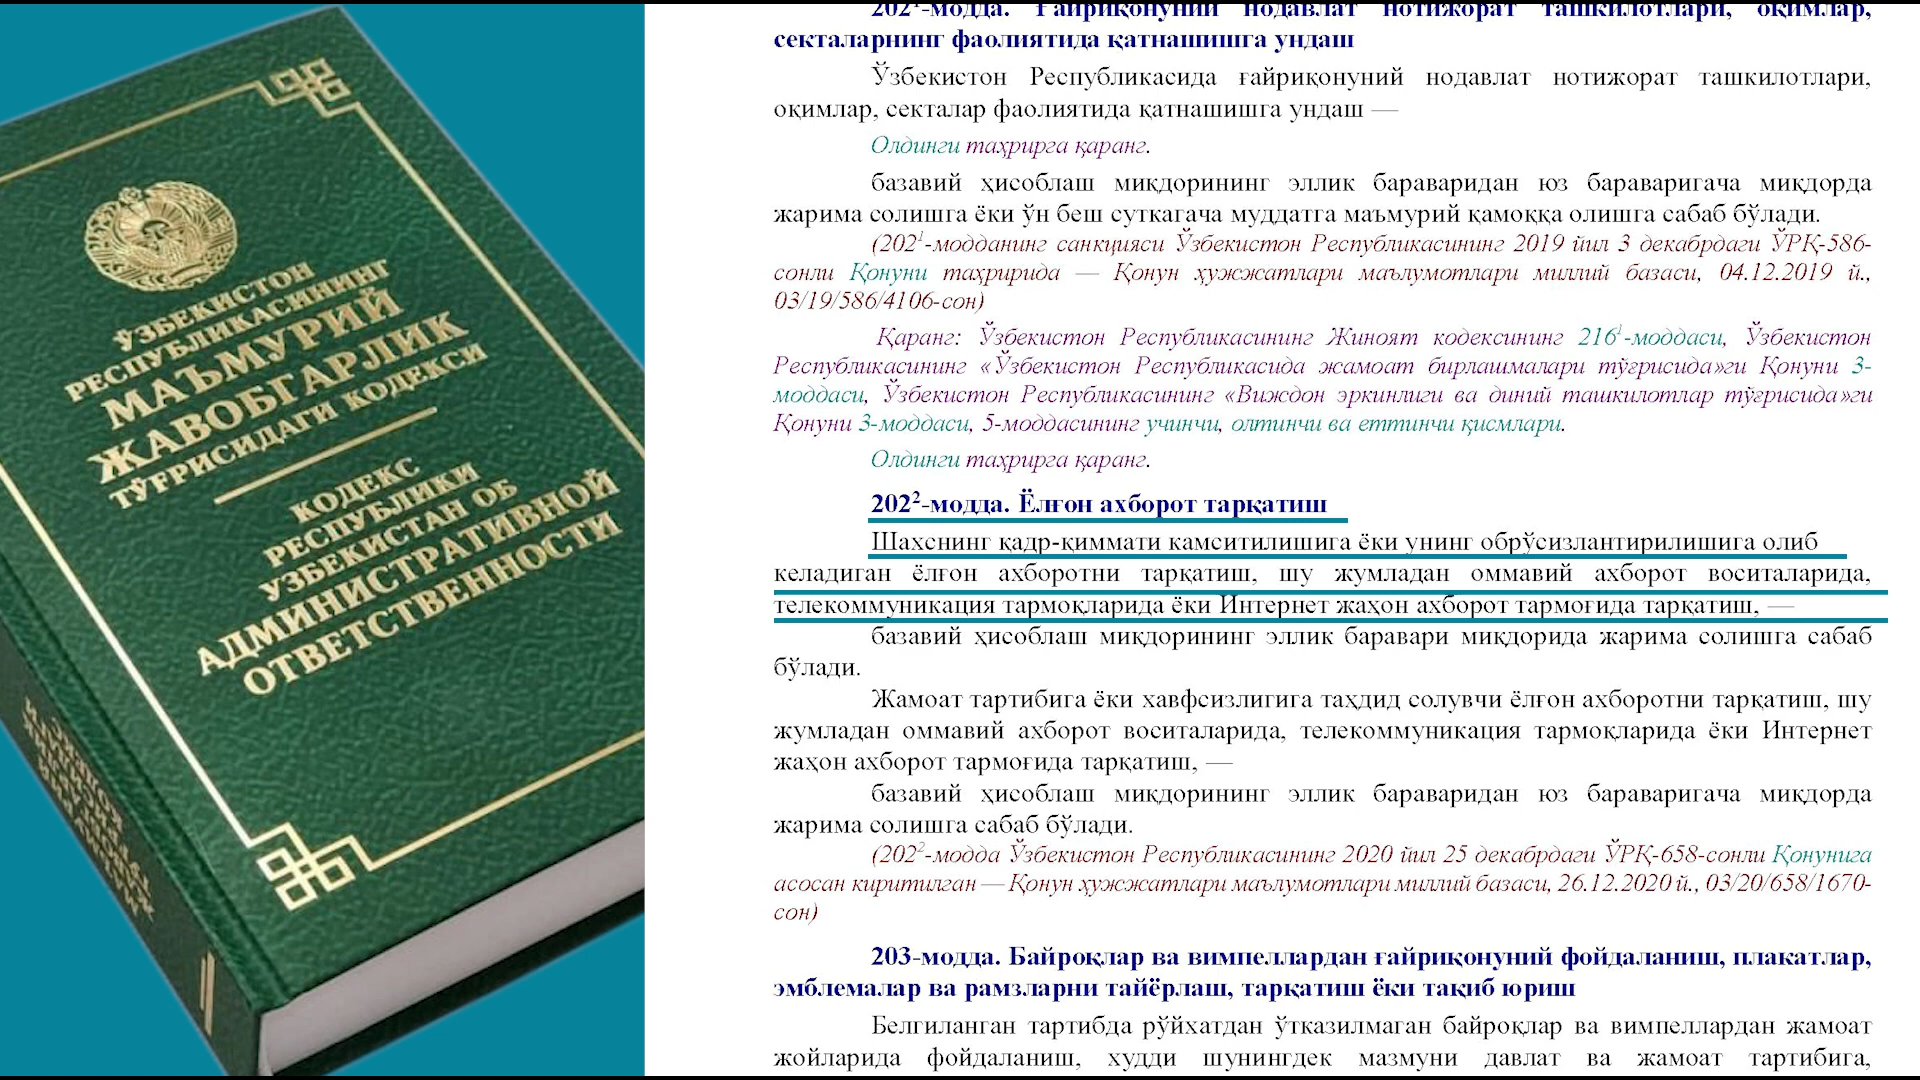 ЎЗБЕКИСТОН
РЕСПУБЛИКАСИНИНГ
МАЪМУРИЙ
ЖАВОБГАРЛИК
ТЎҒРИСИДАГИ КОДЕКСИ
КОДЕКС
РЕСПУБЛИКИ
УЗБЕКИСТАН ОБ
АДМИНИСТРАТИВНОЙ
ОТВЕТСТВЕННОСТИ
202¹-модда. Ғайриқонуний нодавлат нотижорат ташкилотлари, оқимлар,
секталарнинг фаолиятида қатнашишга ундаш
Ўзбекистон Республикасида ғайриқонуний нодавлат нотижорат ташкилотлари,
оқимлар, секталар фаолиятида қатнашишга ундаш —
Олдинги таҳрирга қаранг.
базавий ҳисоблаш миқдорининг эллик бараваридан юз бараваригача миқдорда
жарима солишга ёки ўн беш суткагача муддатга маъмурий қамоққа олишга сабаб бўлади.
(202¹-модданинг санкцияси Ўзбекистон Республикасининг 2019 йил 3 декабрдаги ЎРҚ-586-
сонли Қонуни таҳририда — Қонун ҳужжатлари маълумотлари миллий базаси, 04.12.2019 й.,
03/19/586/4106-сон)
Қаранг: Ўзбекистон Республикасининг Жиноят кодексининг 216¹-моддаси, Ўзбекистон
Республикасининг «Ўзбекистон Республикасида жамоат бирлашмалари тўғрисида»ги Қонуни 3-
моддаси, Ўзбекистон Республикасининг «Виждон эркинлиги ва диний ташкилотлар тўғрисида»ги
Қонуни 3-моддаси, 5-моддасининг учинчи, олтинчи ва еттинчи қисмлари.
Олдинги таҳрирга қаранг.
202²-модда. Ёлғон ахборот тарқатиш
Шахснинг қадр-қиммати камситилишига ёки унинг обрўсизлантирилишига олиб
келадиган ёлғон ахборотни тарқатиш, шу жумладан оммавий ахборот воситаларида,
телекоммуникация тармоқларида ёки Интернет жаҳон ахборот тармоғида тарқатиш, —
базавий ҳисоблаш миқдорининг эллик баравари миқдорида жарима солишга сабаб
бўлади.
Жамоат тартибига ёки хавфсизлигига таҳдид солувчи ёлғон ахборотни тарқатиш, шу
жумладан оммавий ахборот воситаларида, телекоммуникация тармоқларида ёки Интернет
жаҳон ахборот тармоғида тарқатиш, —
базавий ҳисоблаш миқдорининг эллик бараваридан юз бараваригача миқдорда
жарима солишга сабаб бўлади.
(202²-модда Ўзбекистон Республикасининг 2020 йил 25 декабрдаги ЎРҚ-658-сонли Қонунига
асосан киритилган — Қонун ҳужжатлари маълумотлари миллий базаси, 26.12.2020 й., 03/20/658/1670-
сон)
203-модда. Байроқлар ва вимпеллардан ғайриқонуний фойдаланиш, плакатлар,
эмблемалар ва рамзларни тайёрлаш, тарқатиш ёки тақиб юриш
Белгиланган тартибда рўйхатдан ўтказилмаган байроқлар ва вимпеллардан жамоат
жойларида фойдаланиш, худди шунингдек мазмуни давлат ва жамоат тартибига,